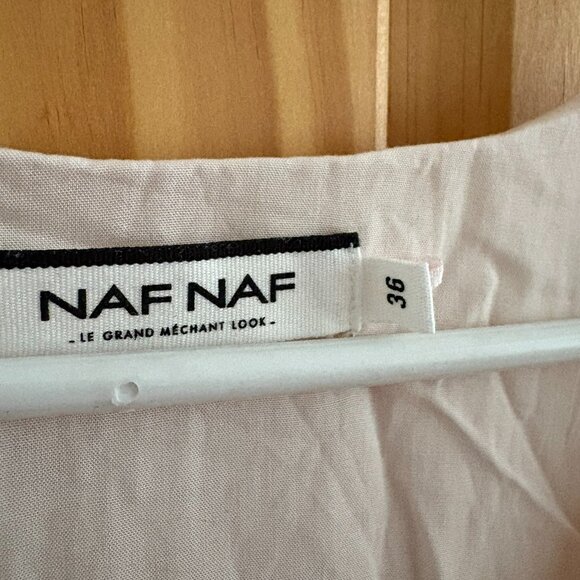 NAF NAF
- LE GRAND MÉCHANT LOOK -
36